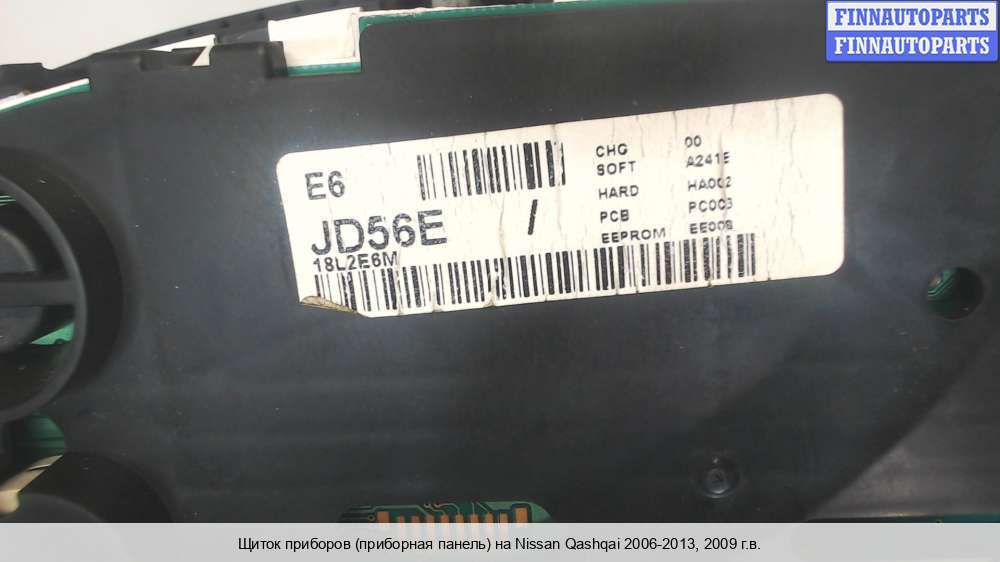 FINNAUTOPARTS
FINNAUTOPARTS
E6
JD56E /
18L2E6M
CHG 00
SOFT A241E
HARD HA002
PCB PC003
EEPROM
Щиток приборов (приборная панель) на Nissan Qashqai 2006-2013, 2009 г.в.